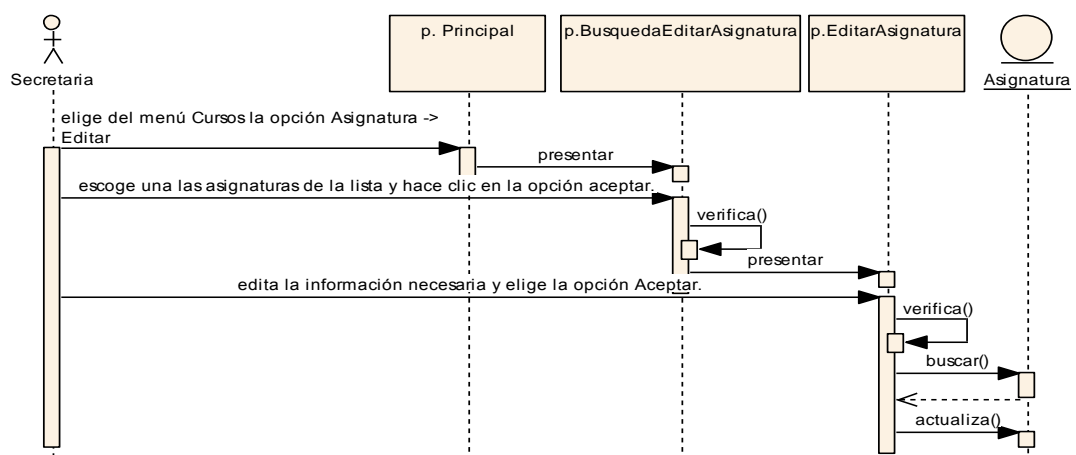 p. Principal
p.BusquedaEditarAsignatura
p.EditarAsignatura
Secretaria
Asignatura
elige del menú Cursos la opción Asignatura ->
Editar
presentar
escoge una las asignaturas de la lista y hace clic en la opción aceptar.
verifica()
presentar
edita la información necesaria y elige la opción Aceptar.
verifica()
buscar()
actualiza()